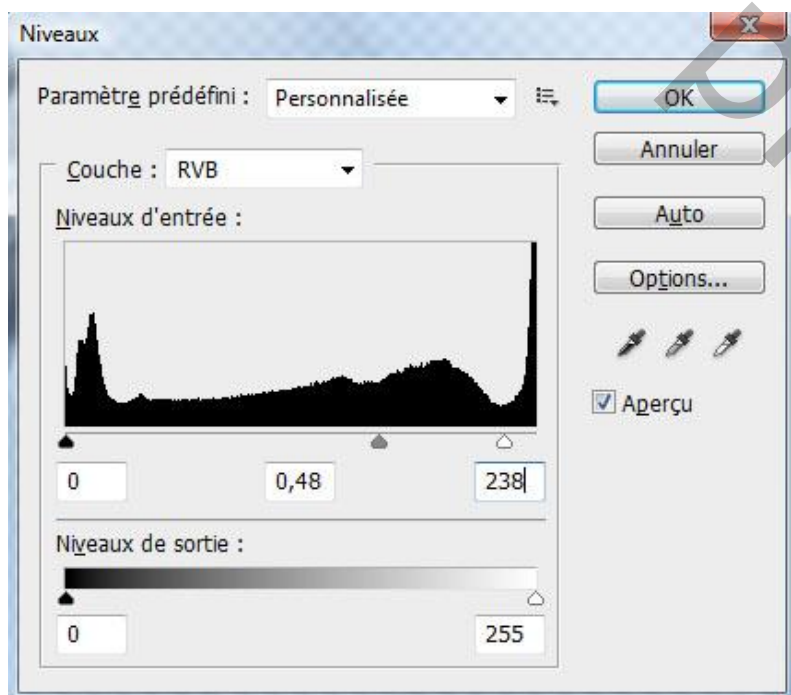 Niveaux
Paramètre prédéfini : Personnalisée
OK
Annuler
Couche : RVB
Auto
Niveaux d'entrée :
Options...
Aperçu
0 0,48 238
Niveaux de sortie :
0 255